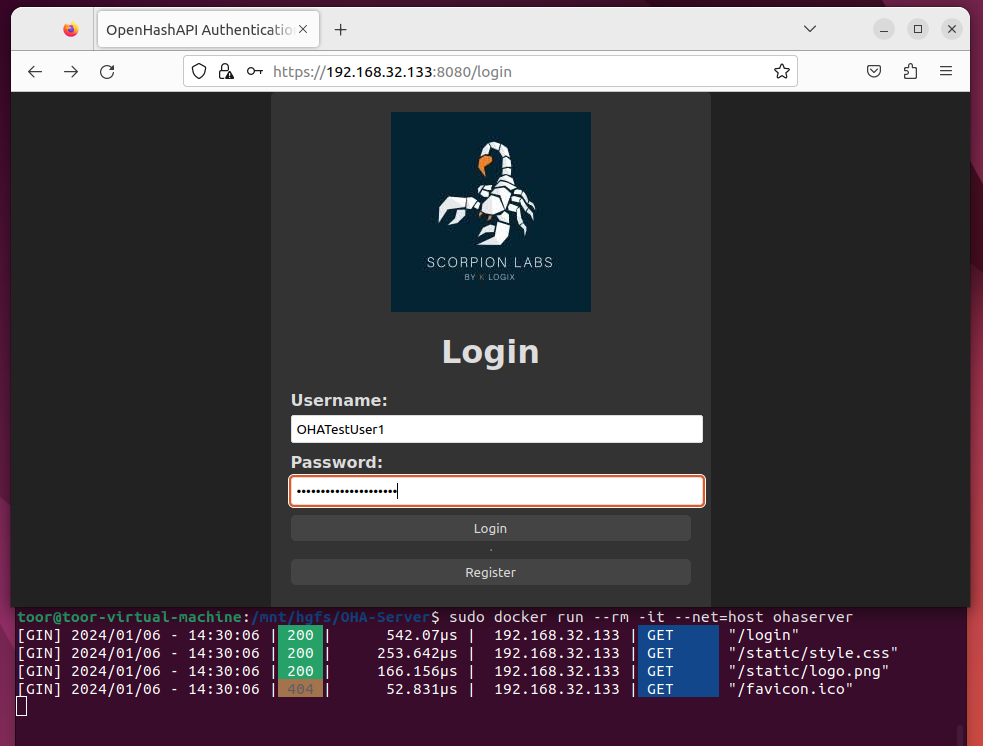 OpenHashAPI Authenticatio
https://192.168.32.133:8080/login
SCORPION LABS
BY K LOGIX
Login
Username:
OHATestUser1
Password:
•••••••••••••••••••••
Login
.
Register
toor@toor-virtual-machine:/mnt/hgfs/OHA-Server$ sudo docker run --rm -it --net=host ohaserver
[GIN] 2024/01/06 - 14:30:06 | 200 | 542.07µs | 192.168.32.133 | GET "/login"
[GIN] 2024/01/06 - 14:30:06 | 200 | 253.642µs | 192.168.32.133 | GET "/static/style.css"
[GIN] 2024/01/06 - 14:30:06 | 200 | 166.156µs | 192.168.32.133 | GET "/static/logo.png"
[GIN] 2024/01/06 - 14:30:06 | 404 | 52.831µs | 192.168.32.133 | GET "/favicon.ico"